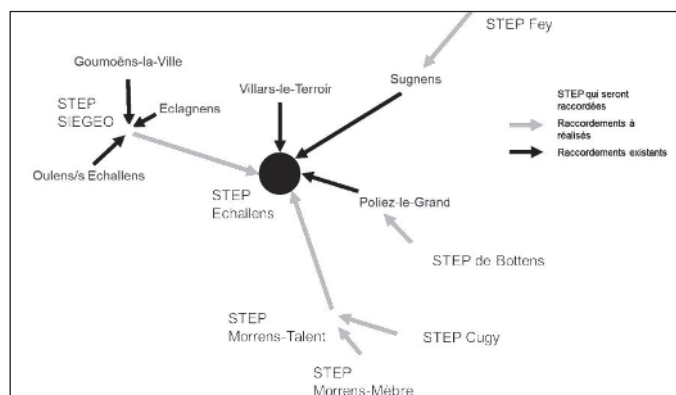 STEP Fey
Goumoëns-la-Ville
Sugnens
Villars-le-Terroir
STEP
SIEGEO
Eclagnens
STEP qui seront
raccordées
Raccordements à
réalisés
Raccordements existants
Oulens/s Echallens
STEP
Echallens
Poliez-le-Grand
STEP de Bottens
STEP
Morrens-Talent
STEP Cugy
STEP
Morrens-Mèbre